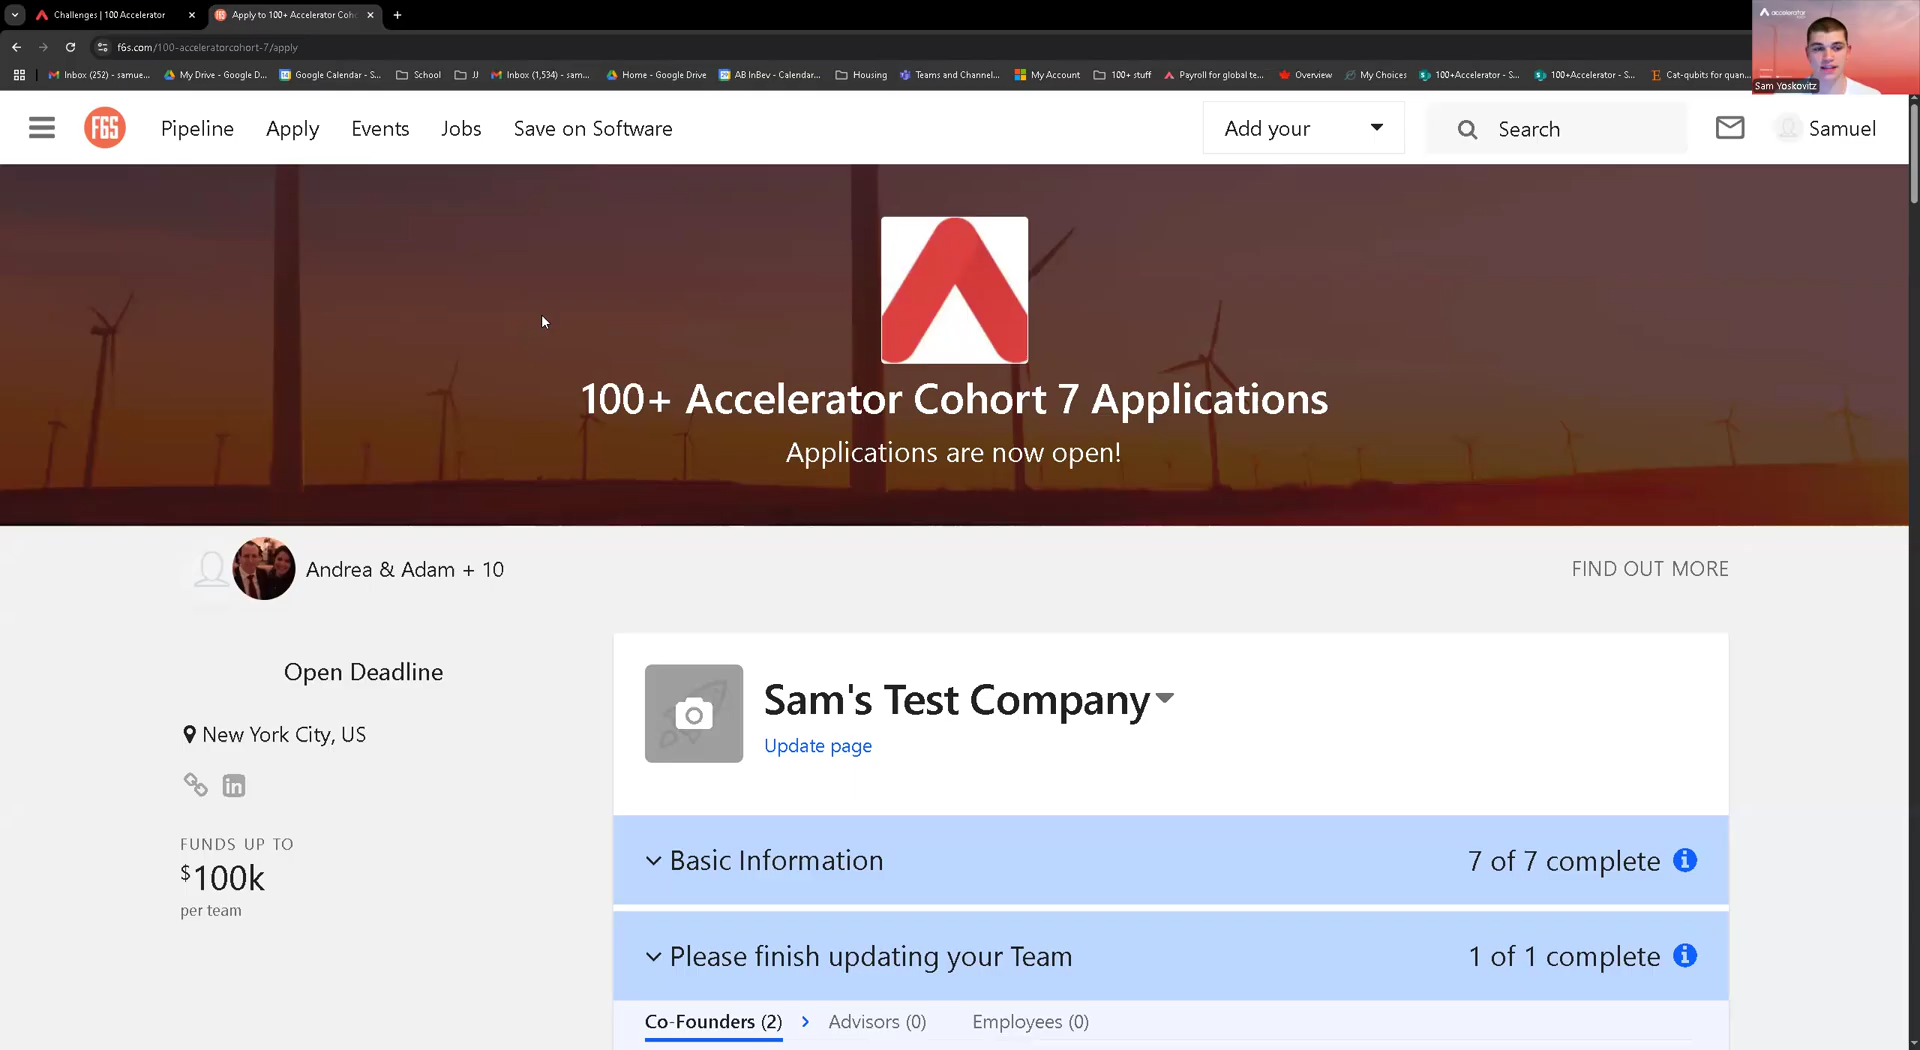 Challenges | 100 Accelerator
Apply to 100+ Accelerator Coh
f6s.com/100-acceleratorcohort-7/apply
Inbox (252) - samue...
My Drive - Google D...
Google Calendar - S...
School
JJ
Inbox (1,534) - sam...
Home - Google Drive
AB InBev - Calendar...
Housing
Teams and Channel...
My Account
100+ stuff
Payroll for global te...
Overview
My Choices
100+Accelerator - S...
100+Accelerator - S...
Cat-qubits for quan...
accelerator
Sam Yoskovitz
F6S
Pipeline
Apply
Events
Jobs
Save on Software
Add your
Search
Samuel
100+ Accelerator Cohort 7 Applications
Applications are now open!
Andrea & Adam + 10
FIND OUT MORE
Open Deadline
New York City, US
in
FUNDS UP TO
$100k
per team
Sam's Test Company
Update page
Basic Information
7 of 7 complete
Please finish updating your Team
1 of 1 complete
Co-Founders (2)
Advisors (0)
Employees (0)